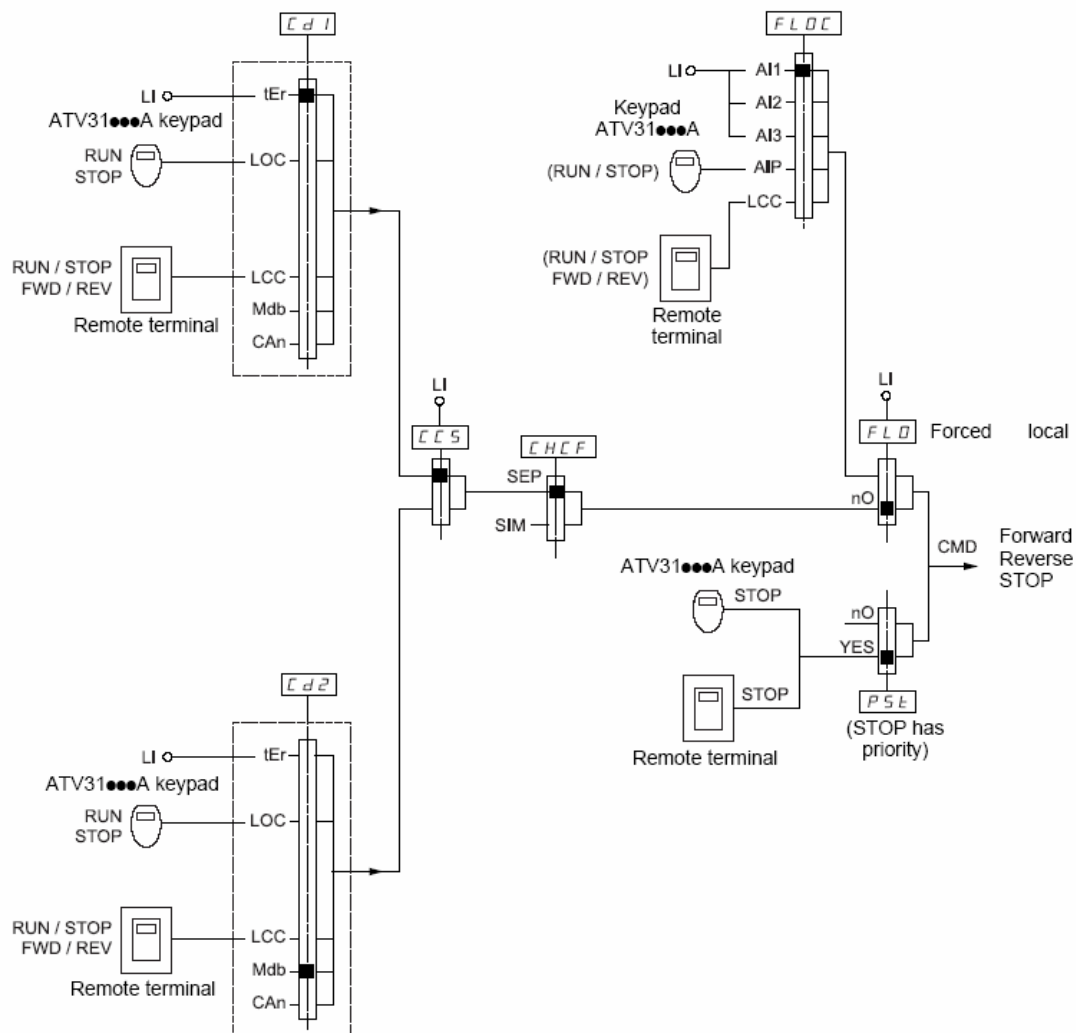 Cd1
LI
tEr
ATV31●●●A keypad
RUN
STOP
LOC
RUN / STOP
FWD / REV
LCC
Remote terminal
Mdb
CAn
FLOC
LI
AI1
Keypad
ATV31●●●A
AI2
AI3
(RUN / STOP)
AIP
LCC
(RUN / STOP
FWD / REV)
Remote
terminal
LI
CCS
CHCF
SEP
SIM
LI
FLO
Forced local
nO
CMD
Forward
Reverse
STOP
ATV31●●●A keypad
STOP
nO
YES
STOP
Remote terminal
PSt
(STOP has
priority)
Cd2
LI
tEr
ATV31●●●A keypad
RUN
STOP
LOC
RUN / STOP
FWD / REV
LCC
Remote terminal
Mdb
CAn